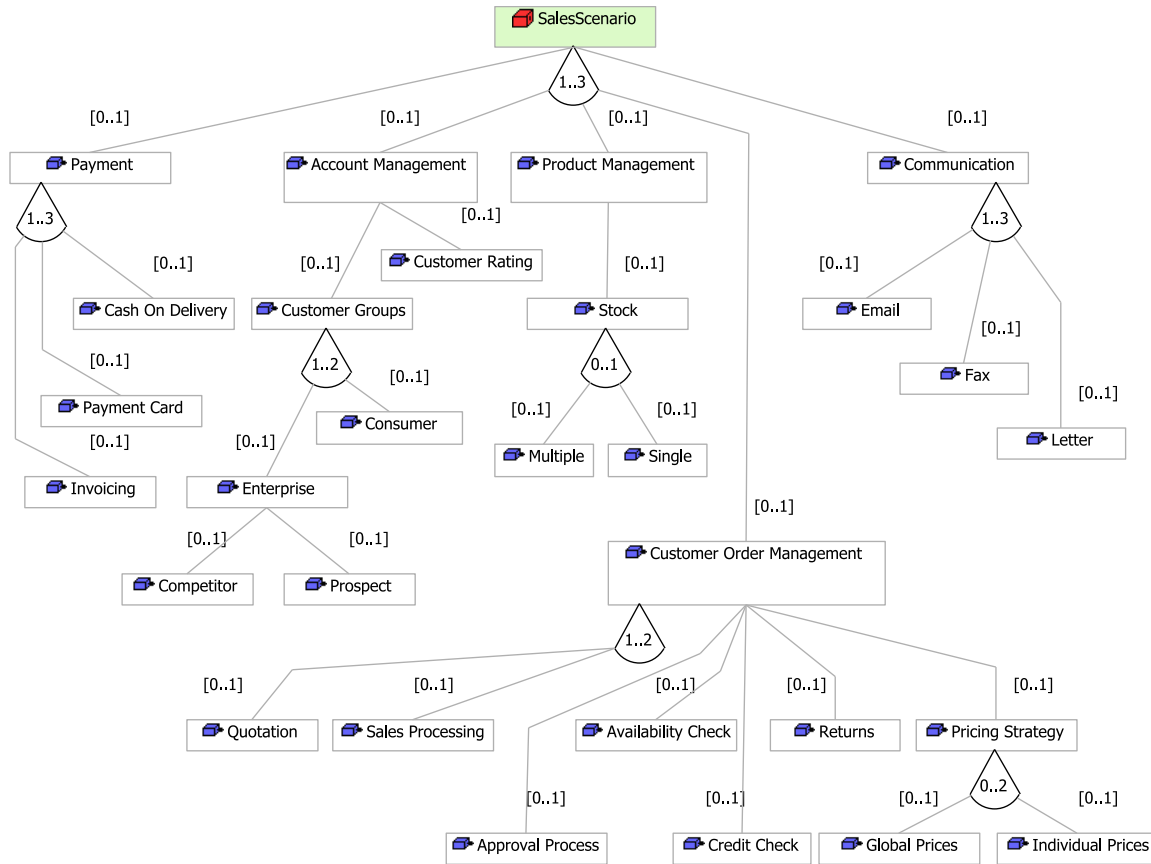 SalesScenario
1..3
[0..1]
[0..1]
[0..1]
[0..1]
Payment
Account Management
Product Management
Communication
1..3
1..3
[0..1]
[0..1]
[0..1]
[0..1]
[0..1]
Customer Rating
Cash On Delivery
Customer Groups
Stock
Email
[0..1]
Fax
1..2
0..1
[0..1]
[0..1]
[0..1]
Payment Card
Consumer
[0..1]
[0..1]
[0..1]
[0..1]
Letter
Multiple
Single
Invoicing
Enterprise
[0..1]
[0..1]
[0..1]
Customer Order Management
Competitor
Prospect
1..2
[0..1]
[0..1]
[0..1]
[0..1]
[0..1]
Quotation
Sales Processing
Availability Check
Returns
Pricing Strategy
0..2
[0..1]
[0..1]
[0..1]
[0..1]
Approval Process
Credit Check
Global Prices
Individual Prices